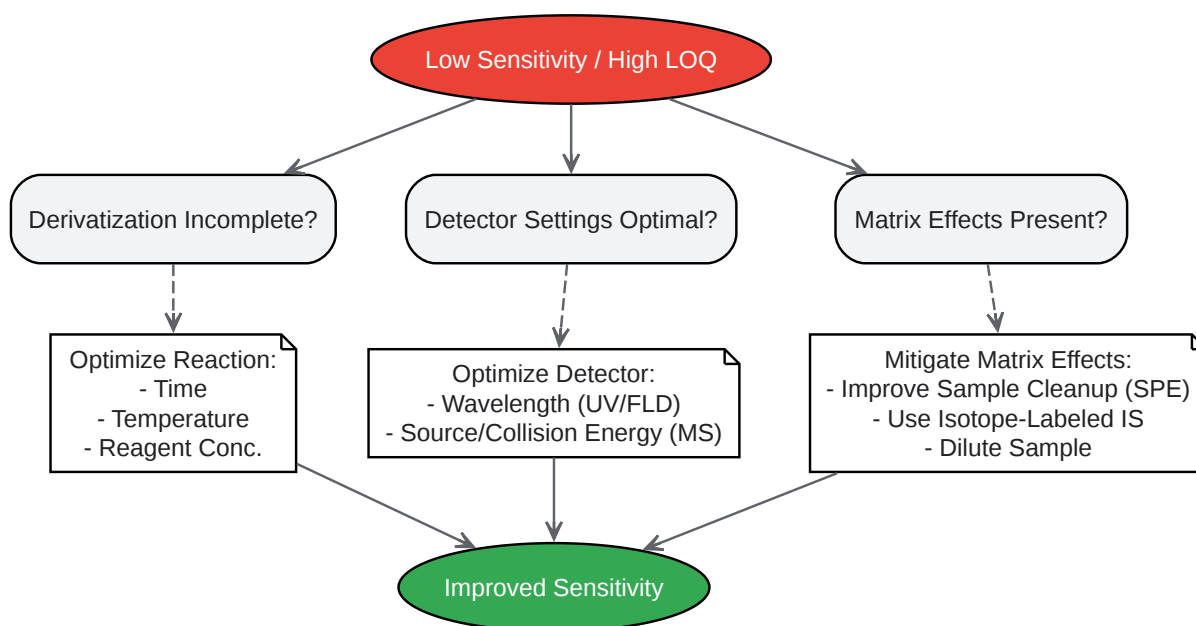 Low Sensitivity / High LOQ
Derivatization Incomplete?
Detector Settings Optimal?
Matrix Effects Present?
Optimize Reaction:
- Time
- Temperature
- Reagent Conc.
Optimize Detector:
- Wavelength (UV/FLD)
- Source/Collision Energy (MS)
Mitigate Matrix Effects:
- Improve Sample Cleanup (SPE)
- Use Isotope-Labeled IS
- Dilute Sample
Improved Sensitivity